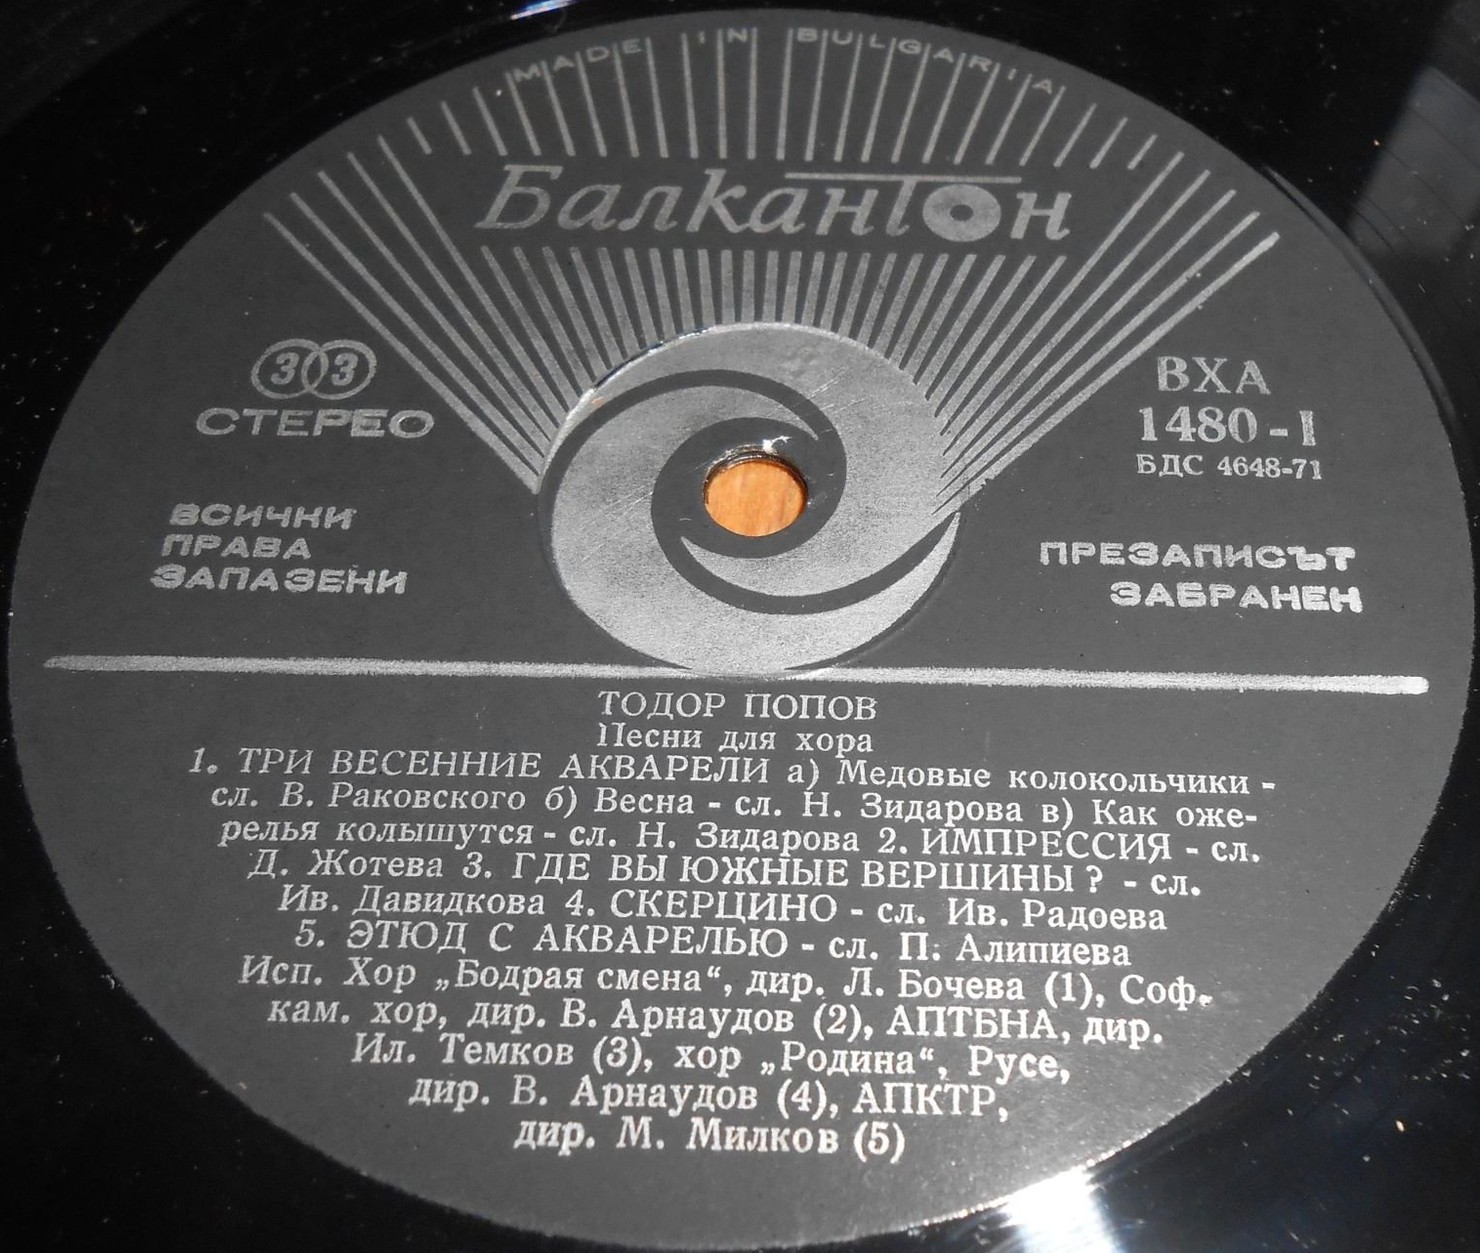 MADE IN BULGARIA
Балкантон
33
СТЕРЕО
ВХА
1480-I
БДС 4648-71
ВСИЧКИ
ПРАВА
ЗАПАЗЕНИ
ПРЕЗАПИСЪТ
ЗАБРАНЕН
ТОДОР ПОПОВ
Песни для хора
1. ТРИ ВЕСЕННИЕ АКВАРЕЛИ а) Медовые колокольчики -
сл. В. Раковского б) Весна - сл. Н. Зидарова в) Как оже-
релья колышутся - сл. Н. Зидарова 2. ИМПРЕССИЯ - сл.
Д. Жотева 3. ГДЕ ВЫ ЮЖНЫЕ ВЕРШИНЫ ? - сл.
Ив. Давидкова 4. СКЕРЦИНО - сл. Ив. Радоева
5. ЭТЮД С АКВАРЕЛЬЮ - сл. П. Алипиева
Исп. Хор „Бодрая смена“, дир. Л. Бочева (1), Соф.
кам. хор, дир. В. Арнаудов (2), АПТБНА, дир.
Ил. Темков (3), хор „Родина“, Русе,
дир. В. Арнаудов (4), АПКТР,
дир. М. Милков (5)